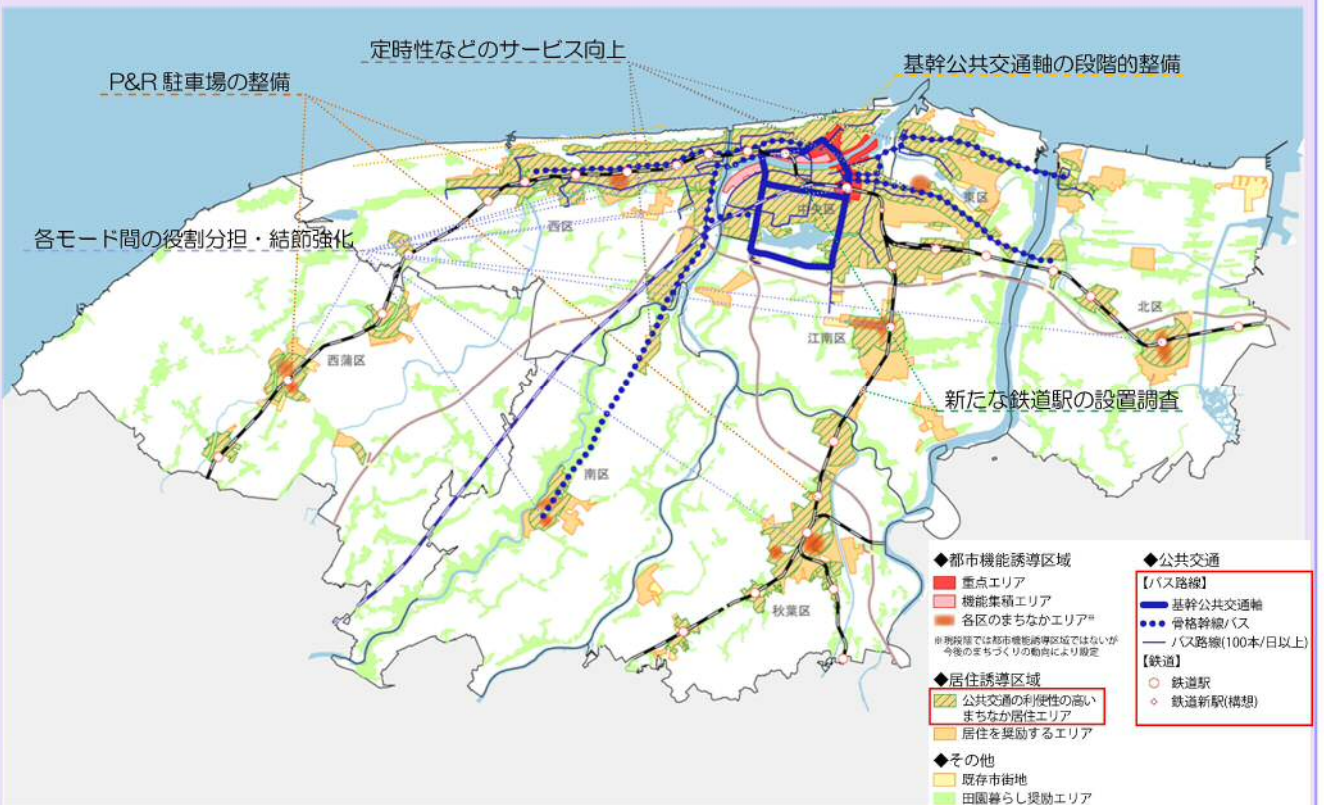 定時性などのサービス向上
基幹公共交通軸の段階的整備
P&R 駐車場の整備
各モード間の役割分担・結節強化
西区
中央区
東区
北区
江南区
西蒲区
新たな鉄道駅の設置調査
南区
秋葉区
◆都市機能誘導区域
重点エリア
機能集積エリア
各区のまちなかエリア※
※現段階では都市機能誘導区域ではないが
今後のまちづくりの動向により設定
◆居住誘導区域
公共交通の利便性の高い
まちなか居住エリア
居住を奨励するエリア
◆その他
既存市街地
田園暮らし奨励エリア
◆公共交通
【バス路線】
基幹公共交通軸
骨格幹線バス
バス路線(100本/日以上)
【鉄道】
鉄道駅
鉄道新駅(構想)